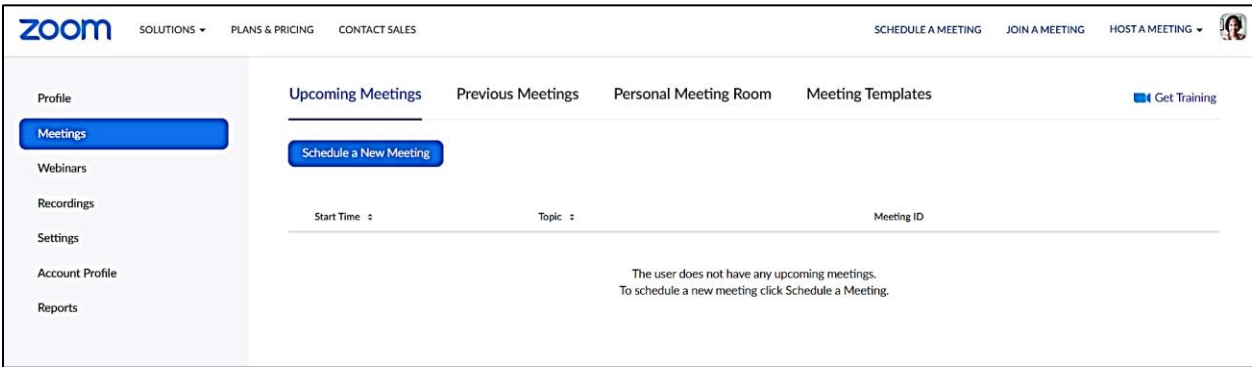 zoom SOLUTIONS PLANS & PRICING CONTACT SALES SCHEDULE A MEETING JOIN A MEETING HOST A MEETING
Profile
Meetings
Webinars
Recordings
Settings
Account Profile
Reports
Upcoming Meetings Previous Meetings Personal Meeting Room Meeting Templates Get Training
Schedule a New Meeting
Start Time Topic Meeting ID
The user does not have any upcoming meetings.
To schedule a new meeting click Schedule a Meeting.